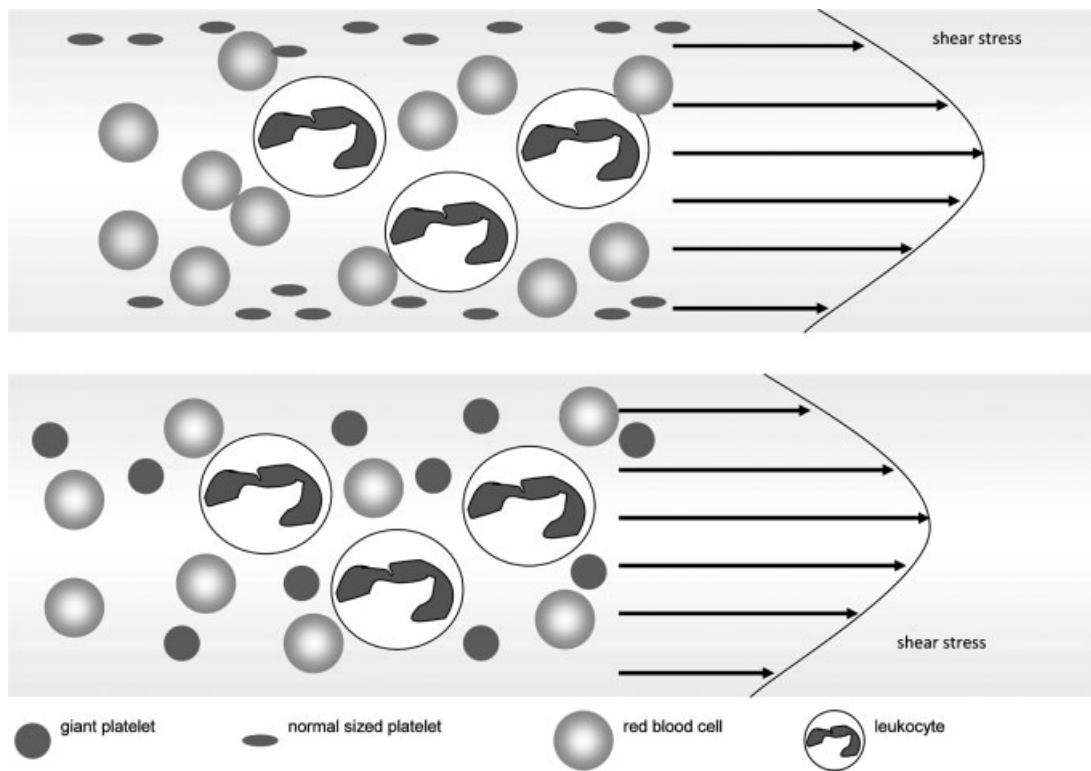 shear stress
shear stress
giant platelet
normal sized platelet
red blood cell
leukocyte